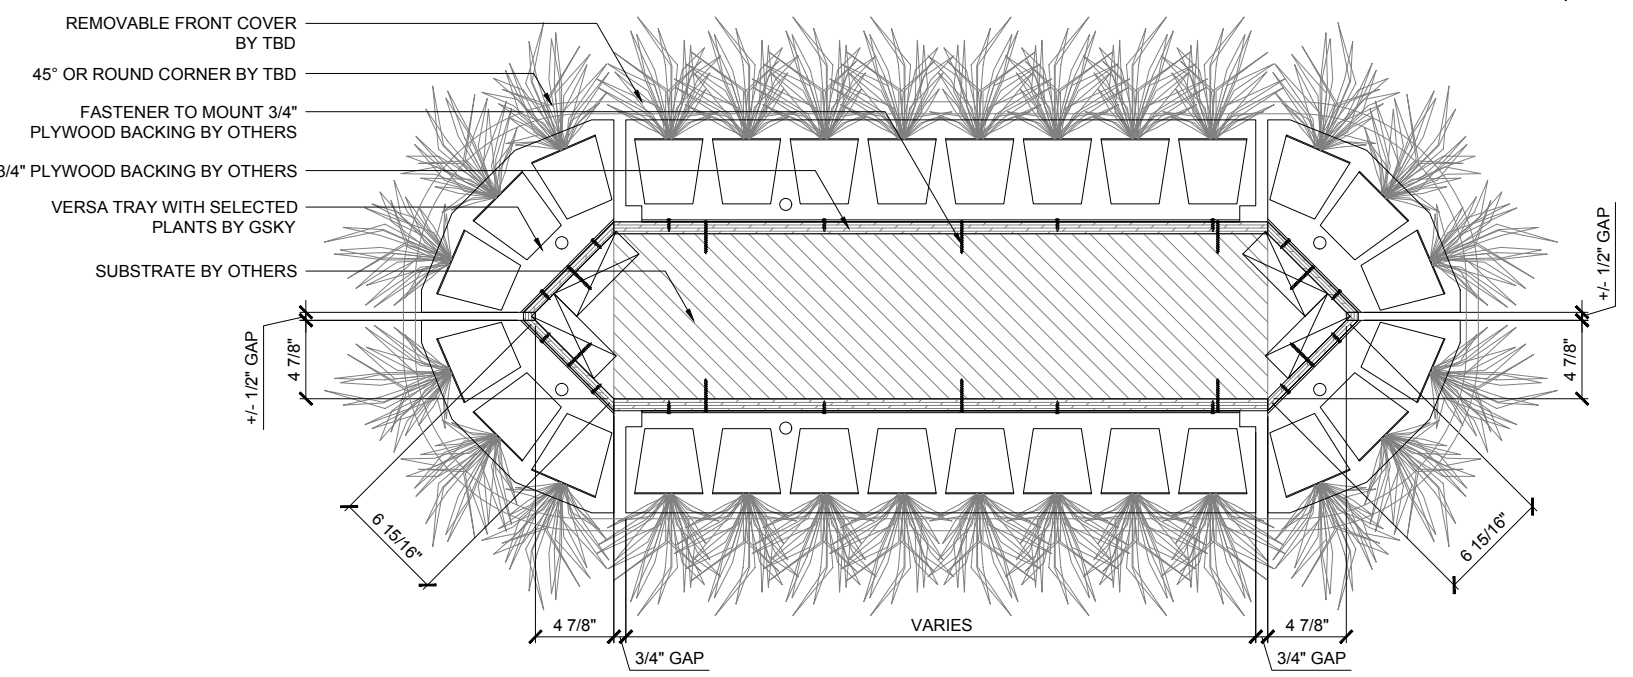 REMOVABLE FRONT COVER
BY TBD
45° OR ROUND CORNER BY TBD
FASTENER TO MOUNT 3/4"
PLYWOOD BACKING BY OTHERS
3/4" PLYWOOD BACKING BY OTHERS
VERSA TRAY WITH SELECTED
PLANTS BY GSKY
SUBSTRATE BY OTHERS
+/- 1/2" GAP
4 7/8"
+/- 1/2" GAP
4 7/8"
6 15/16"
6 15/16"
4 7/8"
VARIES
4 7/8"
3/4" GAP
3/4" GAP